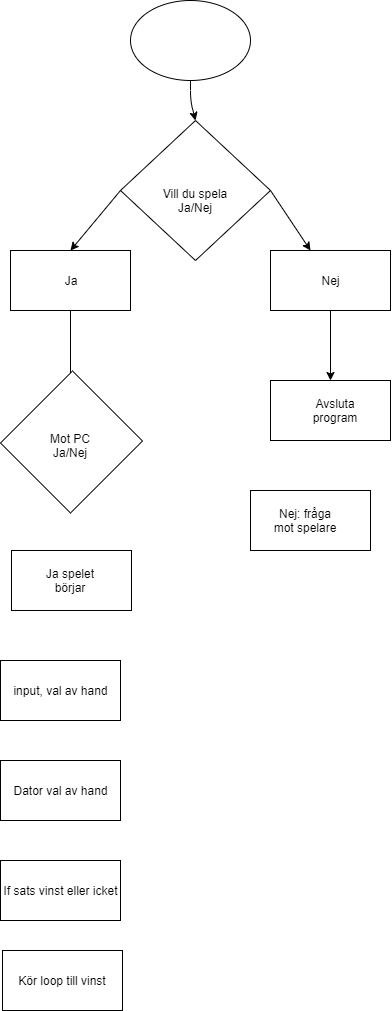 Vill du spela
Ja/Nej
Ja
Nej
Avsluta
program
Mot PC
Ja/Nej
Nej: fråga
mot spelare
Ja spelet
börjar
input, val av hand
Dator val av hand
If sats vinst eller icket
Kör loop till vinst